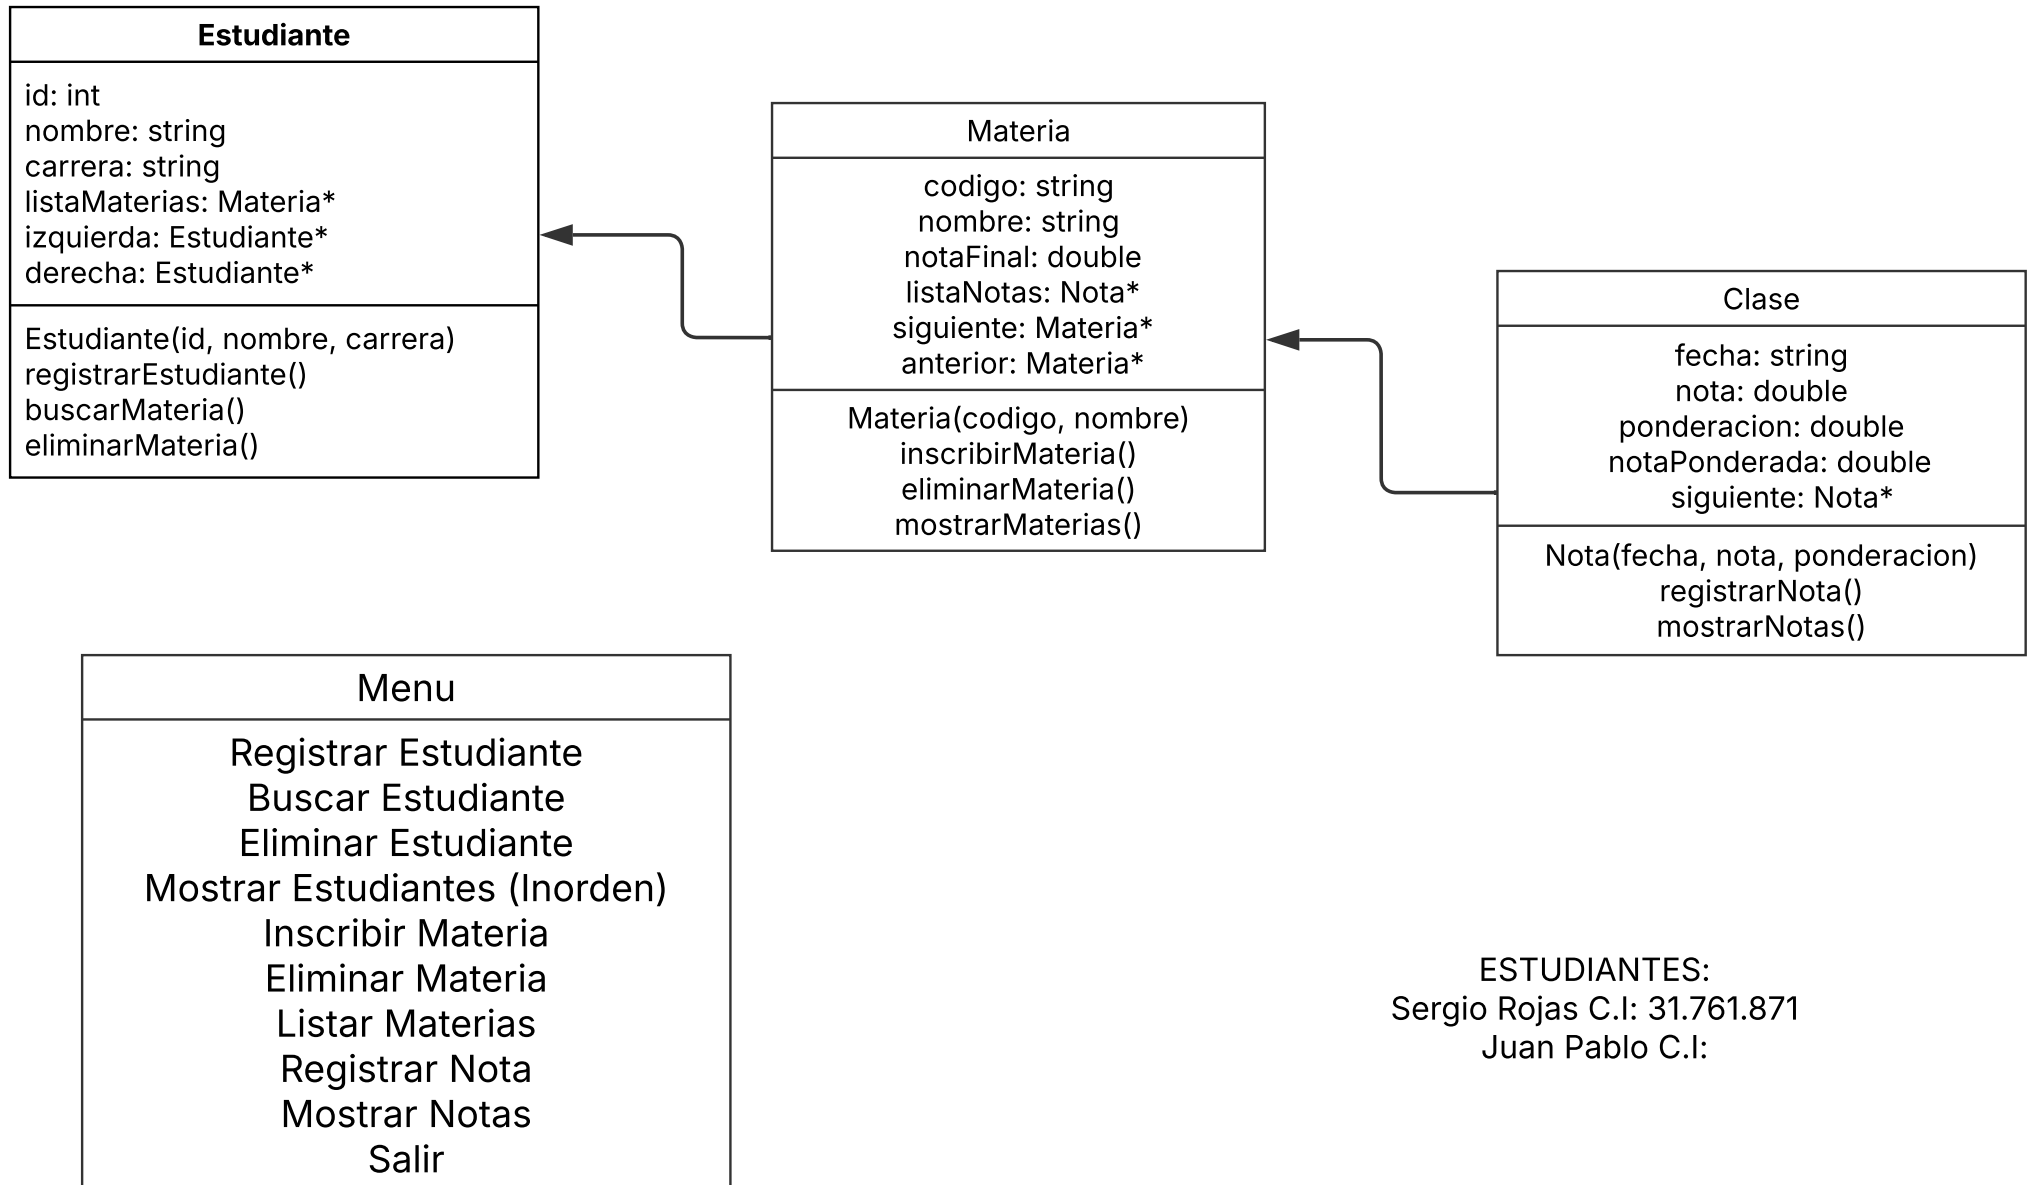 Estudiante
id: int
nombre: string
carrera: string
listaMaterias: Materia*
izquierda: Estudiante*
derecha: Estudiante*
Estudiante(id, nombre, carrera)
registrarEstudiante()
buscarMateria()
eliminarMateria()
Materia
codigo: string
nombre: string
notaFinal: double
listaNotas: Nota*
siguiente: Materia*
anterior: Materia*
Materia(codigo, nombre)
inscribirMateria()
eliminarMateria()
mostrarMaterias()
Clase
fecha: string
nota: double
ponderacion: double
notaPonderada: double
siguiente: Nota*
Nota(fecha, nota, ponderacion)
registrarNota()
mostrarNotas()
Menu
Registrar Estudiante
Buscar Estudiante
Eliminar Estudiante
Mostrar Estudiantes (Inorden)
Inscribir Materia
Eliminar Materia
Listar Materias
Registrar Nota
Mostrar Notas
Salir
ESTUDIANTES:
Sergio Rojas C.I: 31.761.871
Juan Pablo C.I: